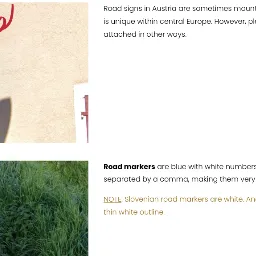 Road signs in Austria are sometimes mount
is unique within central Europe. However, pl
attached in other ways.
Road markers are blue with white numbers
separated by a comma, making them very
NOTE: Slovenian road markers are white. An
thin white outline